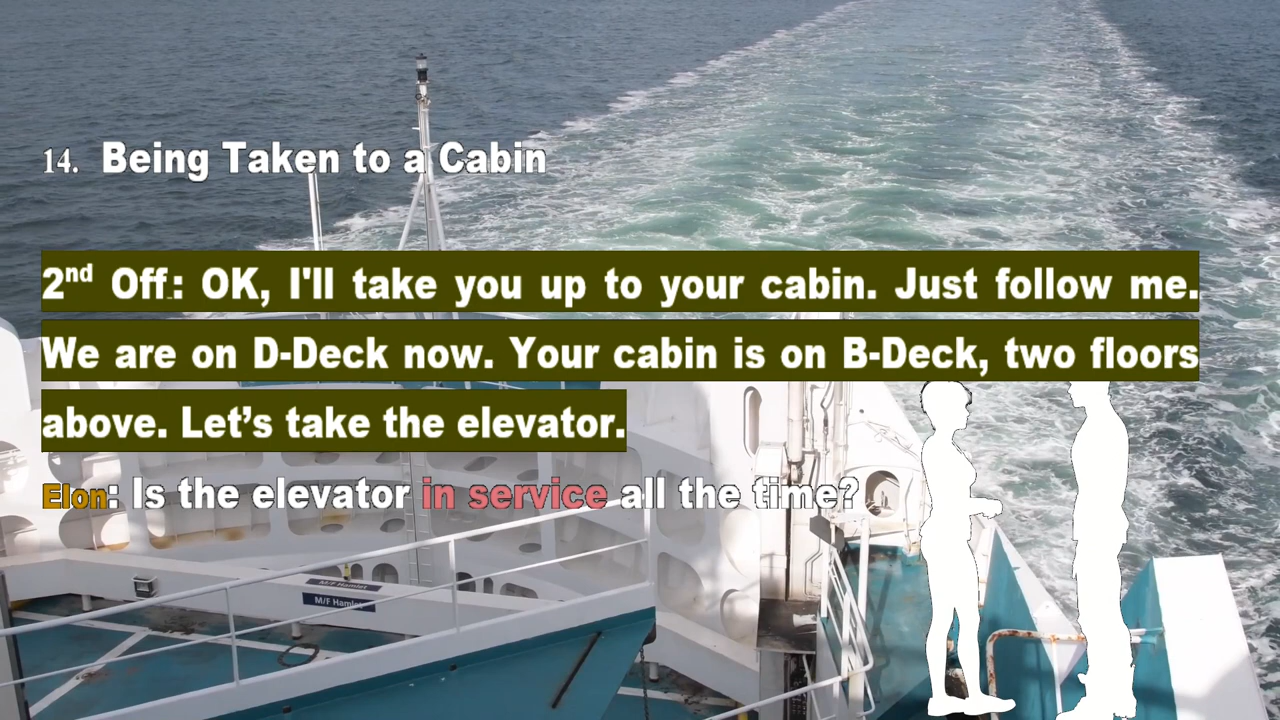 14. Being Taken to a Cabin
2nd Off.: OK, I'll take you up to your cabin. Just follow me.
We are on D-Deck now. Your cabin is on B-Deck, two floors
above. Let’s take the elevator.
Elon: Is the elevator in service all the time?
M/F Hamlet
M/F Hamlet